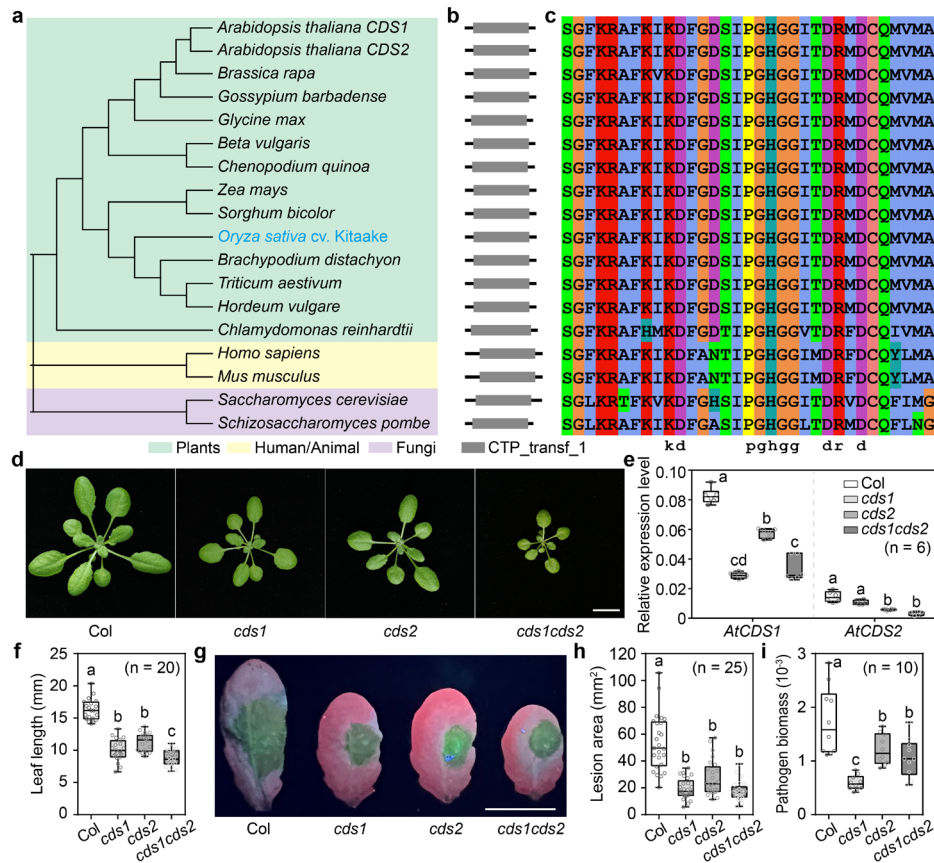 a
b
c
Arabidopsis thaliana CDS1
SGFKRAFKIKDFGDSIPGHGGITDRMDCQMVMA
Arabidopsis thaliana CDS2
SGFKRAFKIKDFGDSIPGHGGITDRMDCQMVMA
Brassica rapa
SGFKRAFKVKDFGDSIPGHGGITDRMDCQMVMA
Gossypium barbadense
SGFKRAFKIKDFGDSIPGHGGITDRMDCQMVMA
Glycine max
SGFKRAFKIKDFGDSIPGHGGITDRMDCQMVMA
Beta vulgaris
SGFKRAFKIKDFGDSIPGHGGITDRMDCQMVMA
Chenopodium quinoa
SGFKRAFKIKDFGDSIPGHGGITDRMDCQMVMA
Zea mays
SGFKRAFKIKDFGDSIPGHGGITDRMDCQMVMA
Sorghum bicolor
SGFKRAFKIKDFGDSIPGHGGITDRMDCQMVMA
Oryza sativa cv. Kitaake
SGFKRAFKIKDFGDSIPGHGGITDRMDCQMVMA
Brachypodium distachyon
SGFKRAFKIKDFGDSIPGHGGITDRMDCQMVMA
Triticum aestivum
SGFKRAFKIKDFGDSIPGHGGITDRMDCQMVMA
Hordeum vulgare
SGFKRAFKIKDFGDSIPGHGGITDRMDCQMVMA
Chlamydomonas reinhardtii
SGFKRAFHMKDFGDTIPGHGGVTDRFDCQIVMA
Homo sapiens
SGFKRAFKIKDFANTIPGHGGIMDRFDCQYLMA
Mus musculus
SGFKRAFKIKDFANTIPGHGGIMDRFDCQYLMA
Saccharomyces cerevisiae
SGLKRTFKVKDFGHSIPGHGGITDRVDCQFIMG
Schizosaccharomyces pombe
SGLKRAFKIKDFGASIPGHGGLTDRMDCQFLNG
kd pghgg dr d
Plants
Human/Animal
Fungi
CTP_transf_1
d
Col
cds1
cds2
cds1cds2
e
Relative expression level
0.10
0.08
0.06
0.04
0.02
0
a
cd
b
c
a
a
b
b
Col
cds1
cds2
cds1cds2
(n = 6)
AtCDS1
AtCDS2
f
Leaf length (mm)
25
20
15
10
5
0
(n = 20)
a
b
b
c
Col
cds1
cds2
cds1cds2
g
Col
cds1
cds2
cds1cds2
h
Lesion area (mm²)
120
100
80
60
40
20
0
(n = 25)
a
b
b
b
Col
cds1
cds2
cds1cds2
i
Pathogen biomass (10⁻³)
3
2
1
0
(n = 10)
a
c
b
b
Col
cds1
cds2
cds1cds2